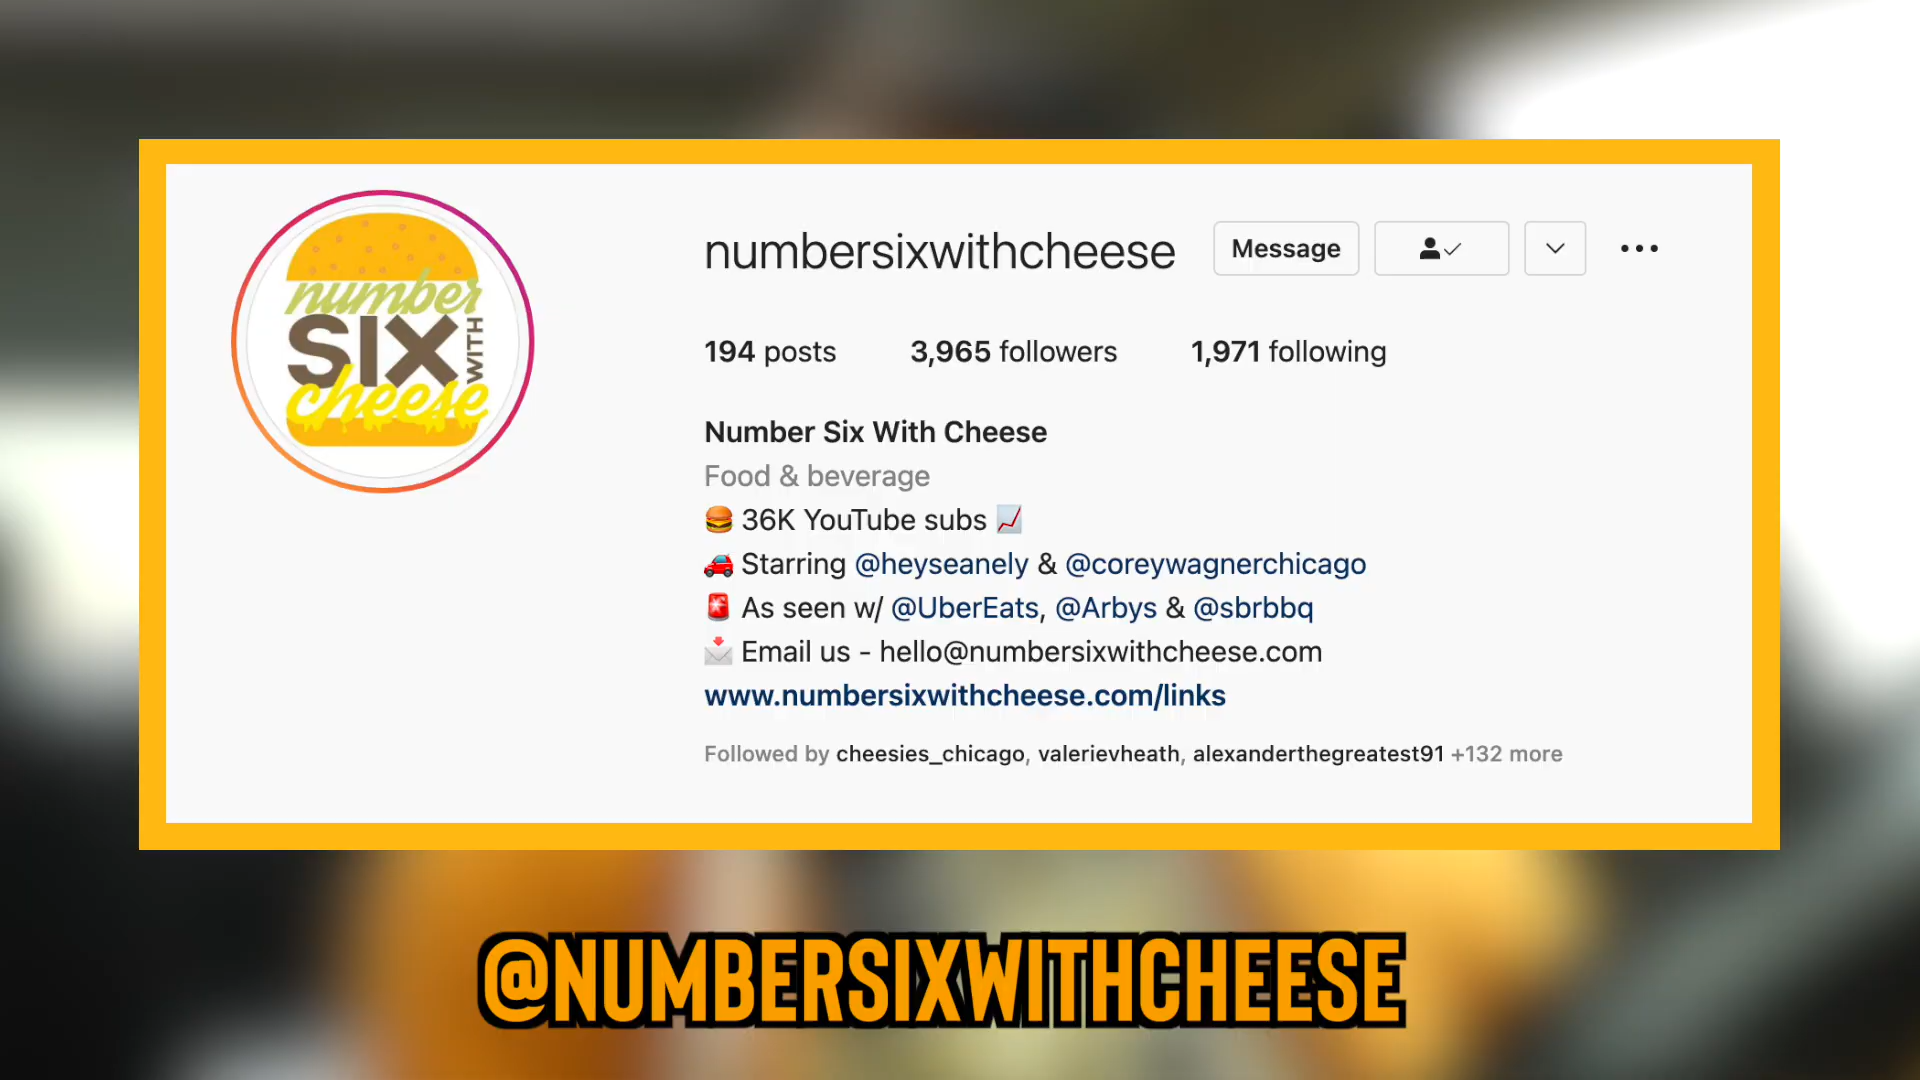 number
SIX WITH
cheese
numbersixwithcheese Message
194 posts 3,965 followers 1,971 following
Number Six With Cheese
Food & beverage
🍔 36K YouTube subs 📈
🚗 Starring @heyseanely & @coreywagnerchicago
🚨 As seen w/ @UberEats, @Arbys & @sbrbbq
📩 Email us - hello@numbersixwithcheese.com
www.numbersixwithcheese.com/links
Followed by cheesies_chicago, valerievheath, alexanderthegreatest91 +132 more
@NUMBERSIXWITHCHEESE